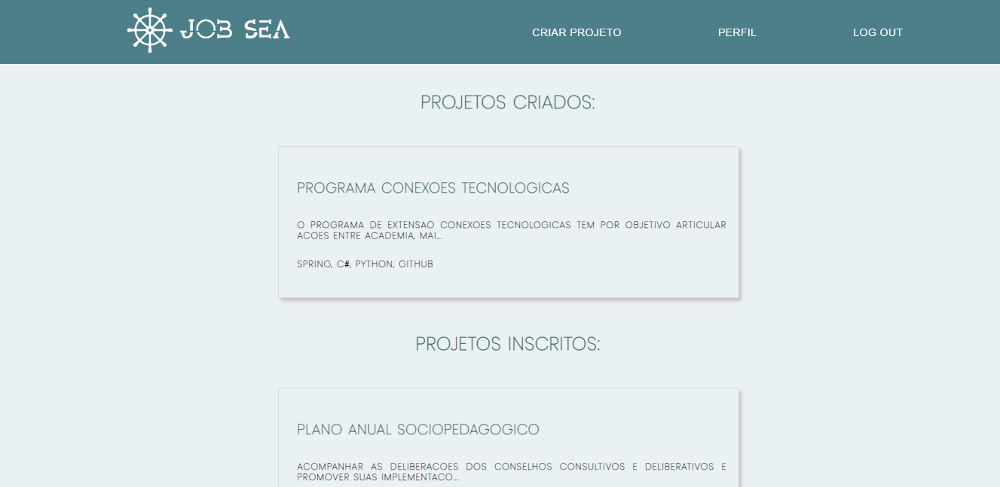 JOB SEA
CRIAR PROJETO
PERFIL
LOG OUT
PROJETOS CRIADOS:
PROGRAMA CONEXOES TECNOLOGICAS
O PROGRAMA DE EXTENSAO CONEXOES TECNOLOGICAS TEM POR OBJETIVO ARTICULAR
ACOES ENTRE ACADEMIA, MAI...
SPRING, C#, PYTHON, GITHUB
PROJETOS INSCRITOS:
PLANO ANUAL SOCIOPEDAGOGICO
ACOMPANHAR AS DELIBERACOES DOS CONSELHOS CONSULTIVOS E DELIBERATIVOS E
PROMOVER SUAS IMPLEMENTACO...